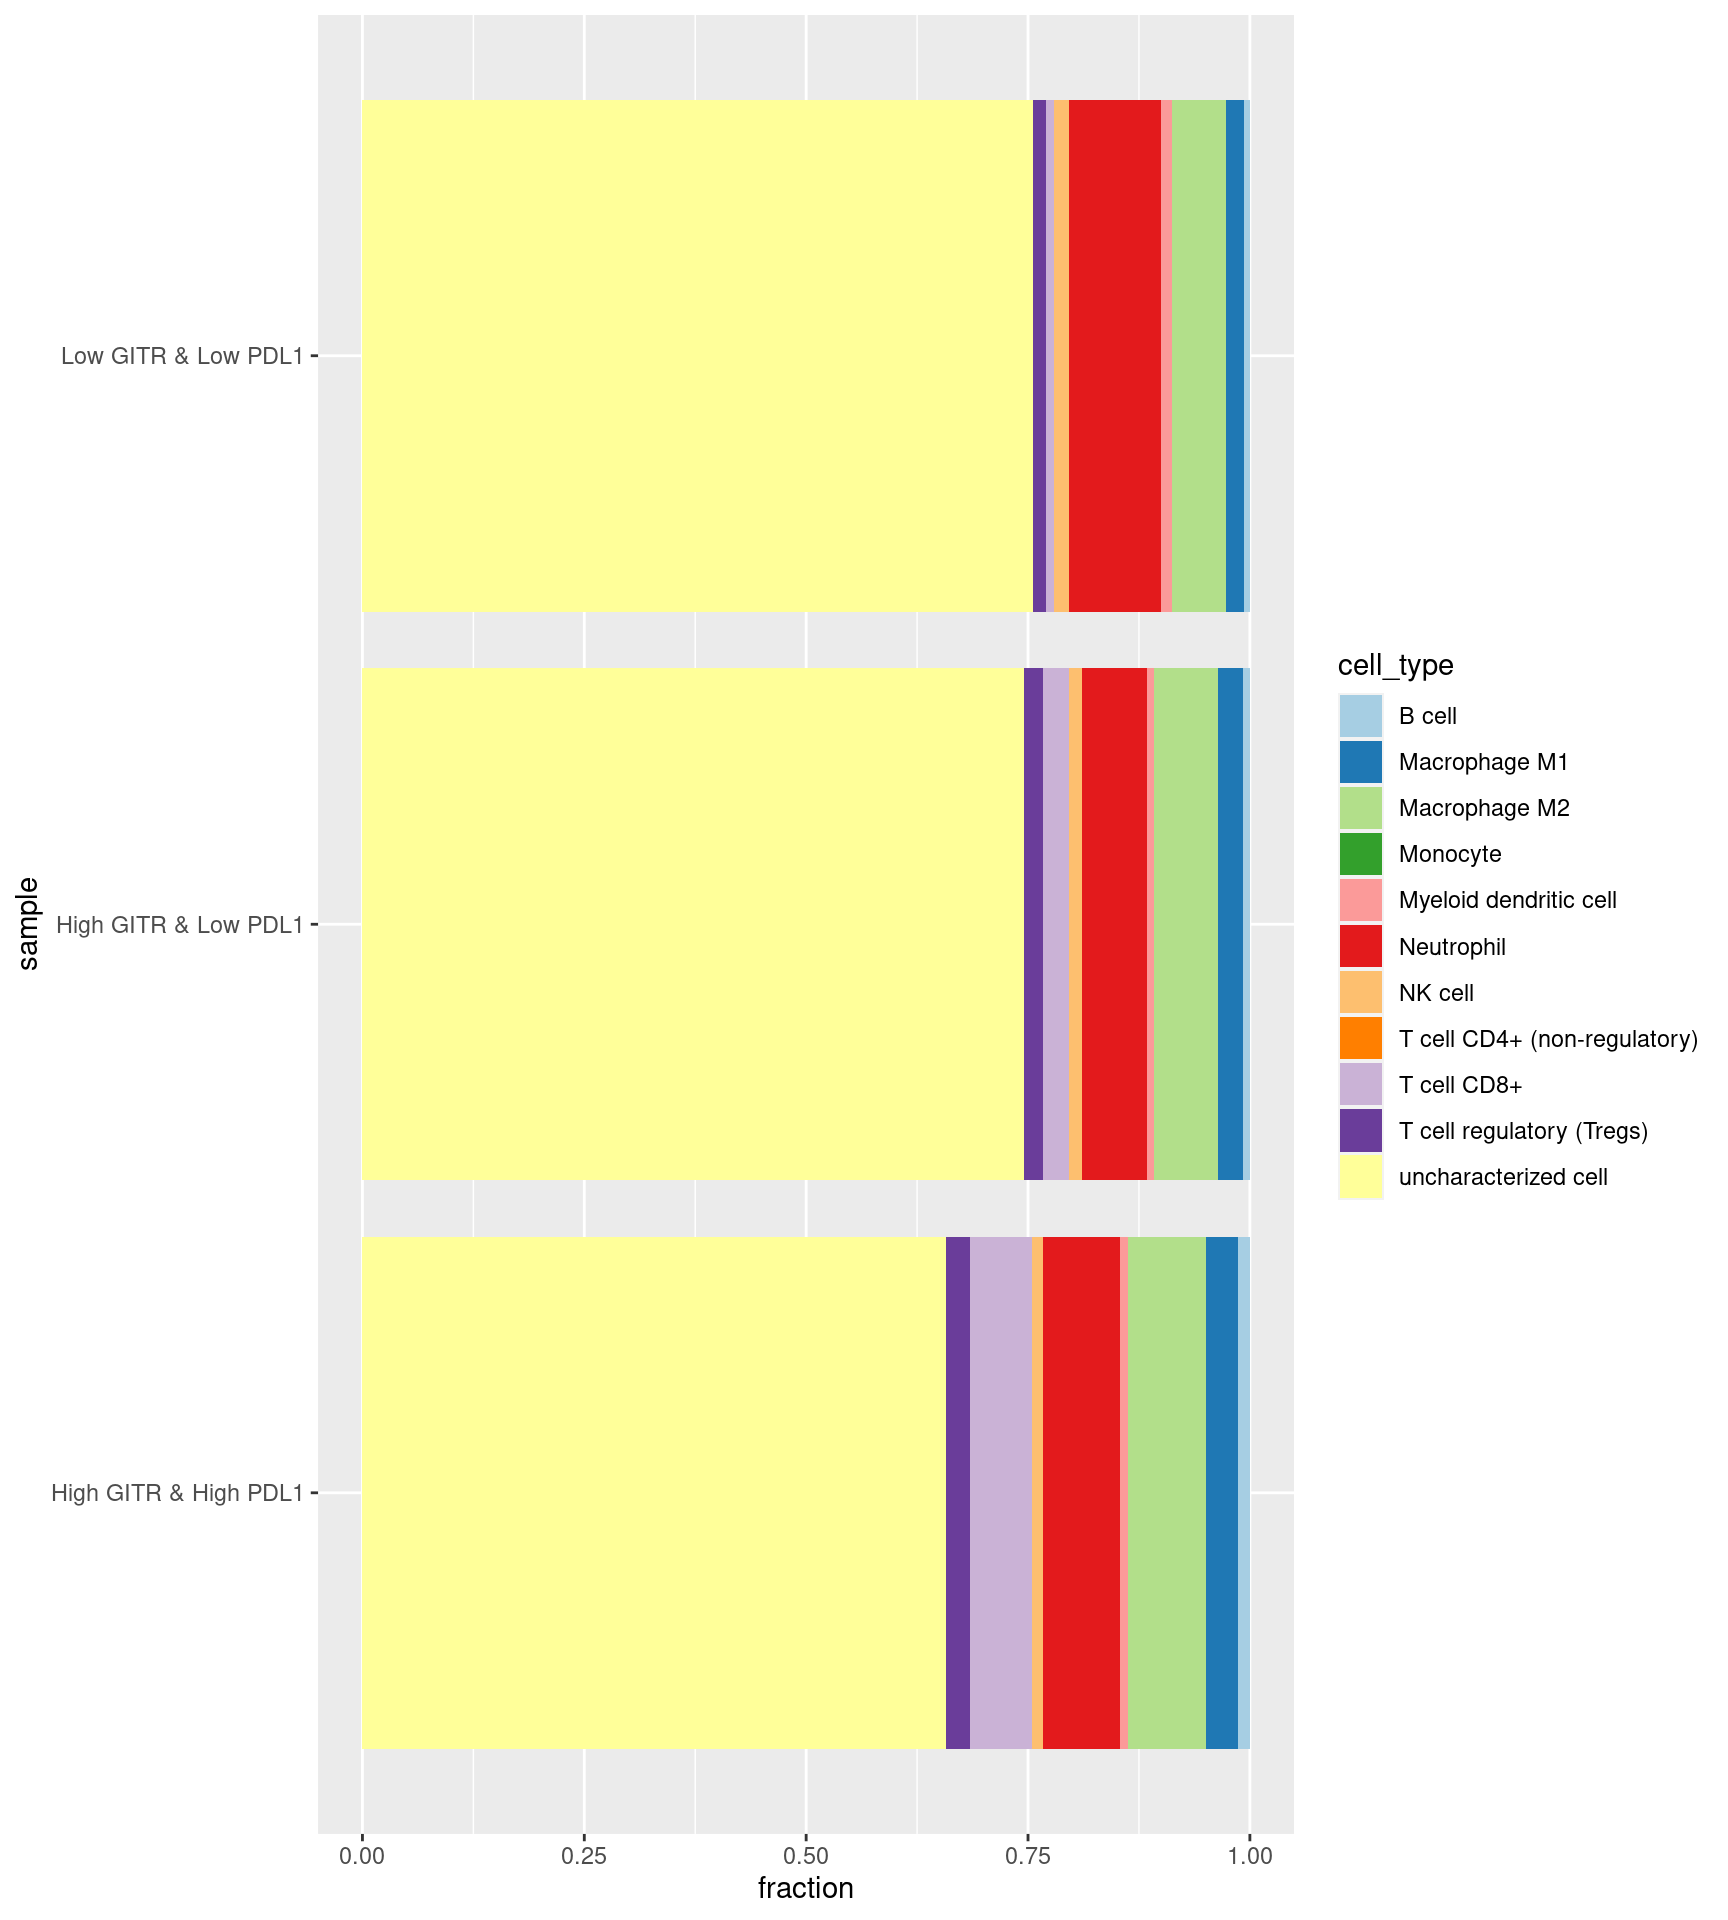 Low GITR & Low PDL1
High GITR & Low PDL1
High GITR & High PDL1
sample
0.00
0.25
0.50
0.75
1.00
fraction
cell_type
B cell
Macrophage M1
Macrophage M2
Monocyte
Myeloid dendritic cell
Neutrophil
NK cell
T cell CD4+ (non-regulatory)
T cell CD8+
T cell regulatory (Tregs)
uncharacterized cell